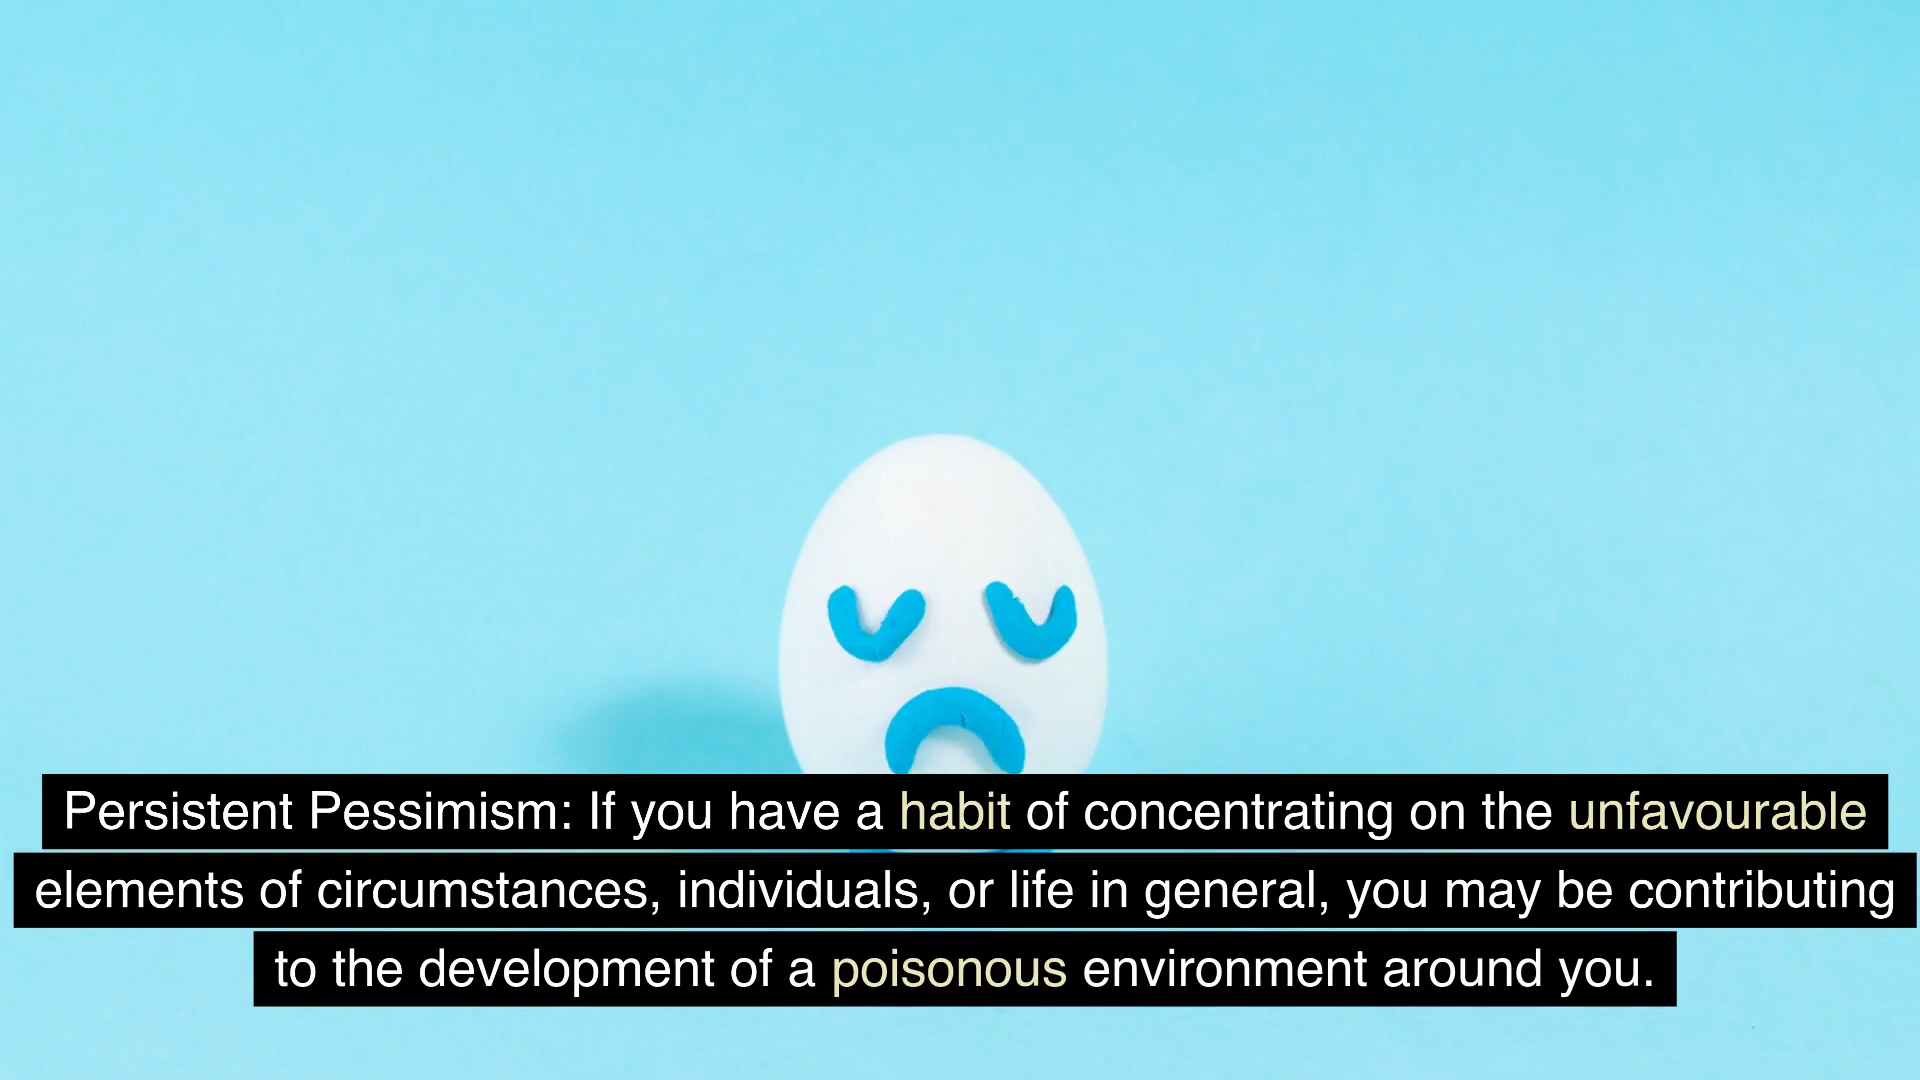 Persistent Pessimism: If you have a habit of concentrating on the unfavourable
elements of circumstances, individuals, or life in general, you may be contributing
to the development of a poisonous environment around you.